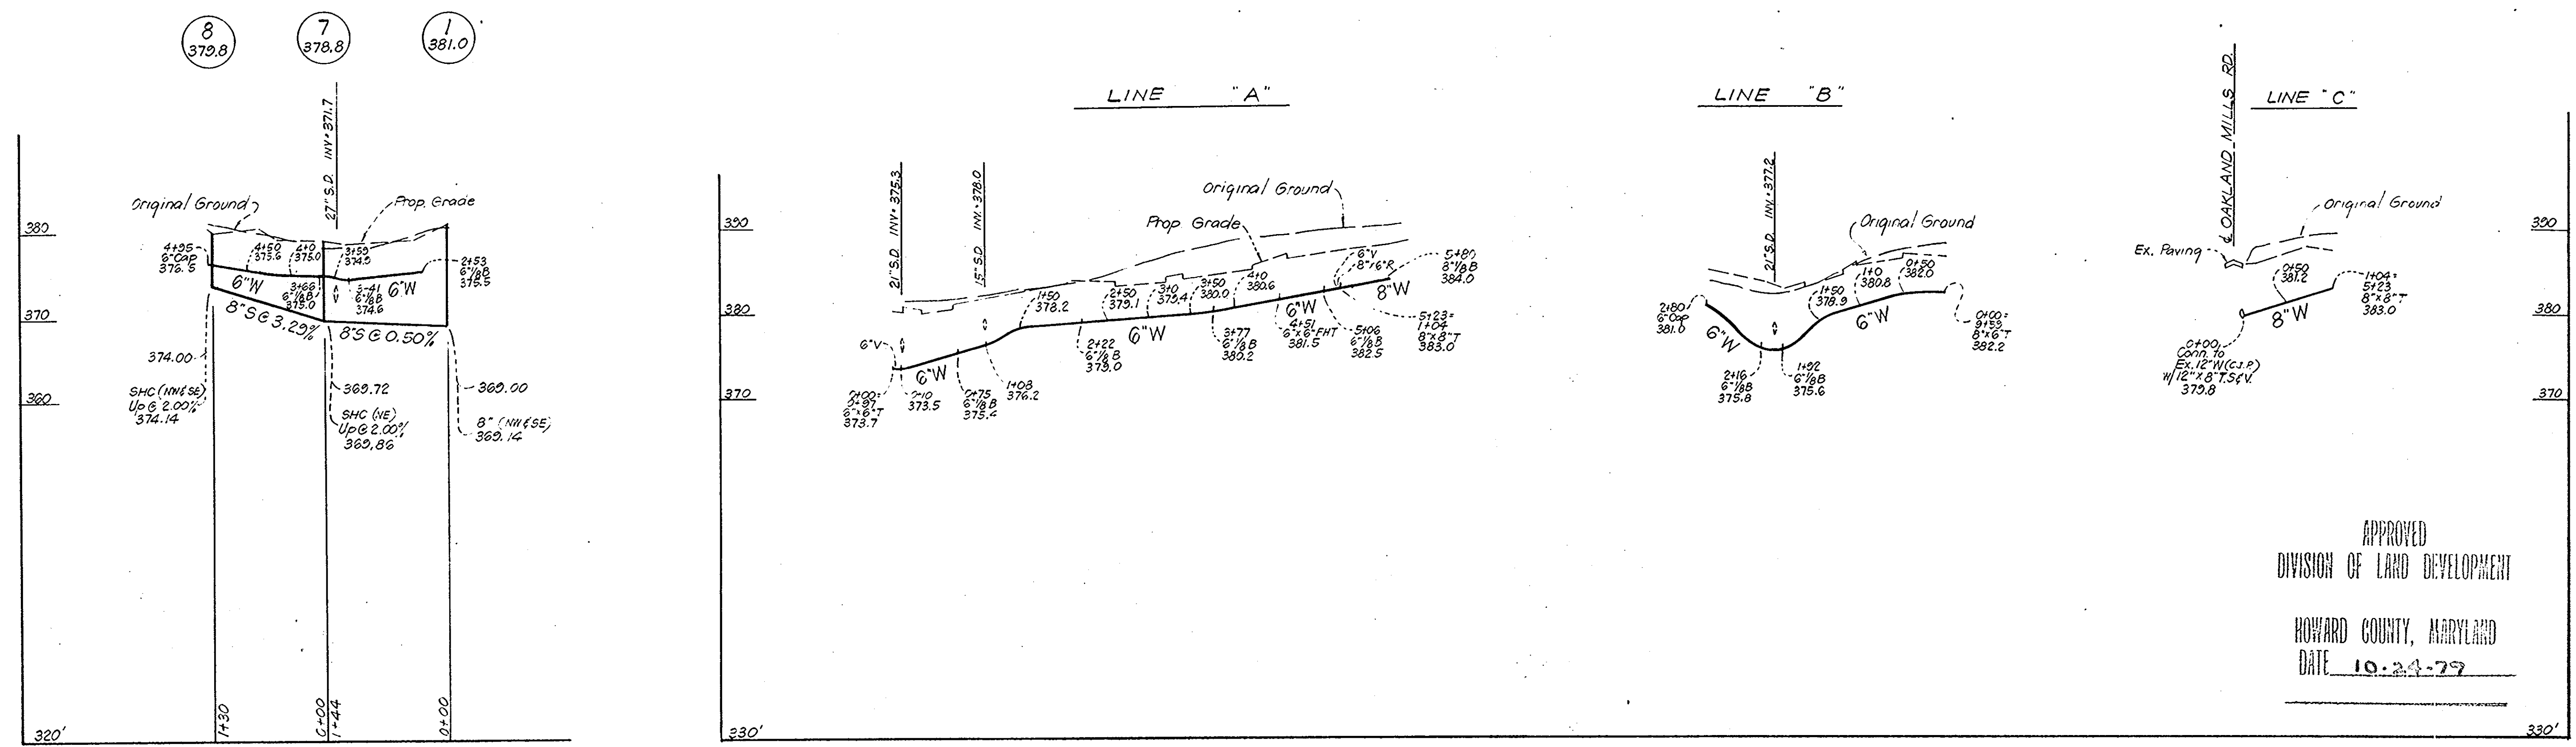 8
379.8
7
378.8
1
381.0
27" S.D. INV. 371.7
Original Ground
Prop. Grade
380
370
360
320'
4+95
6" Cap
376.5
4+50
375.6
4+0
375.0
3+59
374.9
2+53
6" 1/8 B
375.5
6"W
3+66
6" 1/8 B
375.0
3+41
6" 1/8 B
374.6
6"W
8"S @ 3.29%
8"S @ 0.50%
374.00
SHC (NW & SE)
Up @ 2.00%
374.14
369.72
SHC (NE)
Up @ 2.00%
369.86
369.00
8" (NW & SE)
369.14
1+30
0+00
1+44
0+00
LINE "A"
21" S.D. INV. 375.3
15" S.D. INV. 378.0
Original Ground
Prop. Grade
390
380
370
330'
6"V
6"W
0+00=
0+97
6"x6"T
373.7
0+10
373.5
0+75
6" 1/8 B
375.4
1+08
376.2
1+50
378.2
2+22
6" 1/8 B
379.0
2+50
379.1
6"W
3+0
379.4
3+50
380.0
3+77
6" 1/8 B
380.2
4+0
380.6
6"W
4+51
6"x6" FHT
381.5
6"V
8"x6"R
5+06
6" 1/8 B
382.5
5+23=
1+04
8"x8"T
383.0
8"W
5+80
8" 1/8 B
384.0
LINE "B"
21" S.D. INV. 377.2
Original Ground
2+80
6" Cap
381.0
6"W
2+16
6" 1/8 B
375.8
1+92
6" 1/8 B
375.6
1+50
378.9
1+0
380.8
0+50
382.0
6"W
0+00=
9+59
8"x6"T
382.2
℄ OAKLAND MILLS RD.
LINE "C"
Original Ground
Ex. Paving
0+50
381.2
1+04=
5+23
8"x8"T
383.0
8"W
0+00
Conn. to
Ex. 12"W (C.I.P.)
W/12"x8" T.S.&V.
379.8
390
380
370
330'
APPROVED
DIVISION OF LAND DEVELOPMENT
HOWARD COUNTY, MARYLAND
DATE 10-24-79